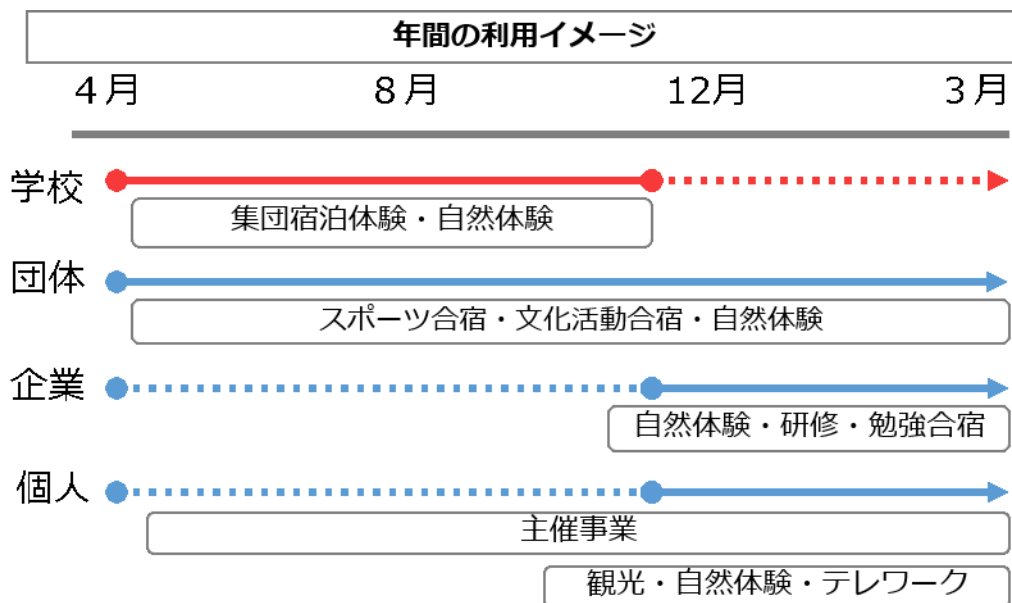 年間の利用イメージ
４月 ８月 12月 ３月
学校
集団宿泊体験・自然体験
団体
スポーツ合宿・文化活動合宿・自然体験
企業
自然体験・研修・勉強合宿
個人
主催事業
観光・自然体験・テレワーク